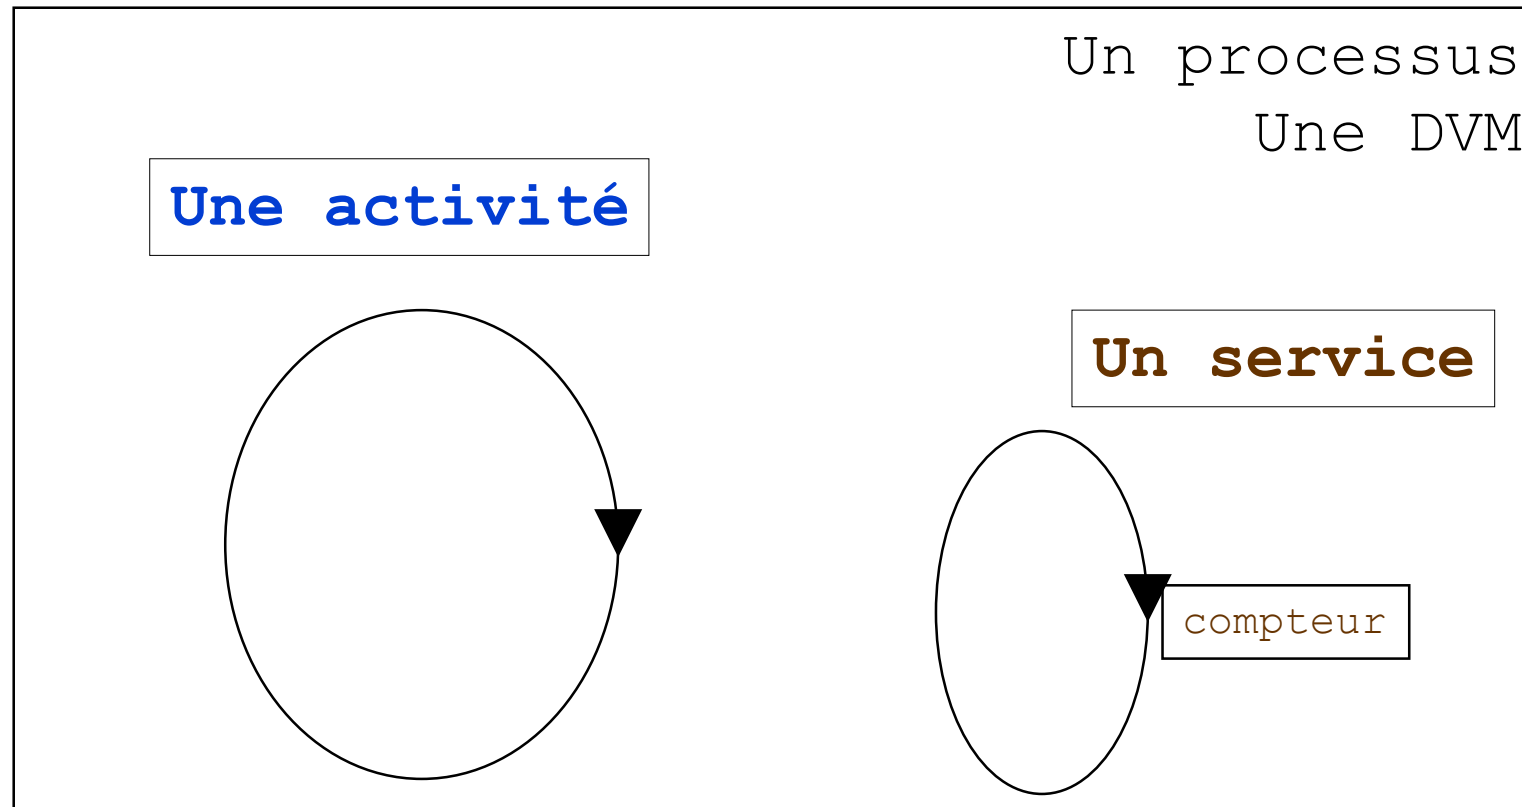 Un processus
Une DVM
Une activité
Un service
compteur